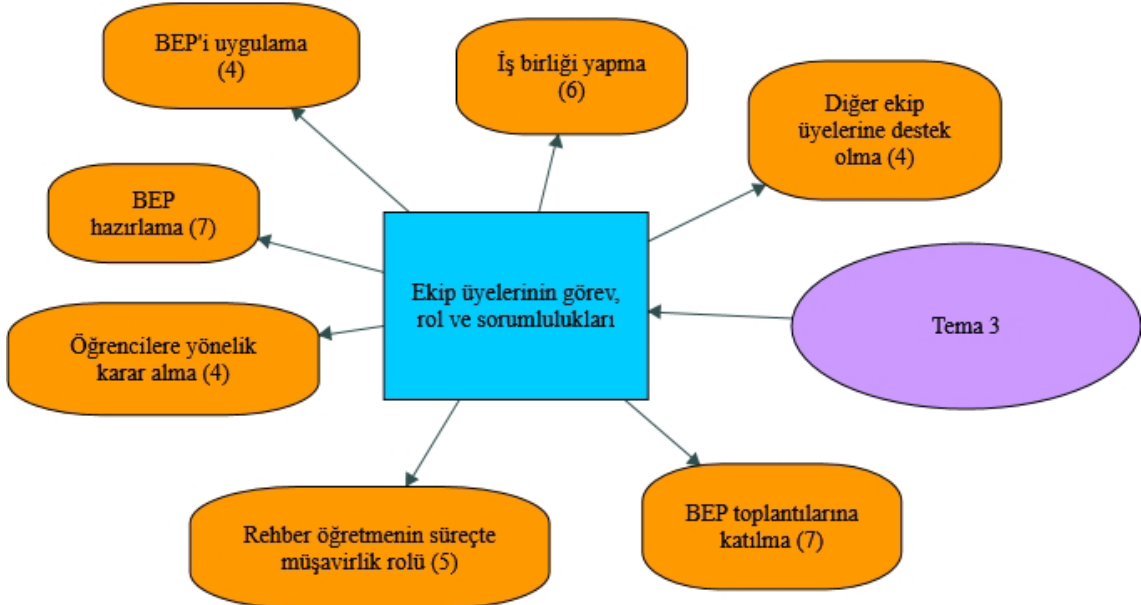 BEP'i uygulama
(4)
İş birliği yapma
(6)
Diğer ekip
üyelerine destek
olma (4)
BEP
hazırlama (7)
Ekip üyelerinin görev,
rol ve sorumlulukları
Tema 3
Öğrencilere yönelik
karar alma (4)
Rehber öğretmenin süreçte
müşavirlik rolü (5)
BEP toplantılarına
katılma (7)